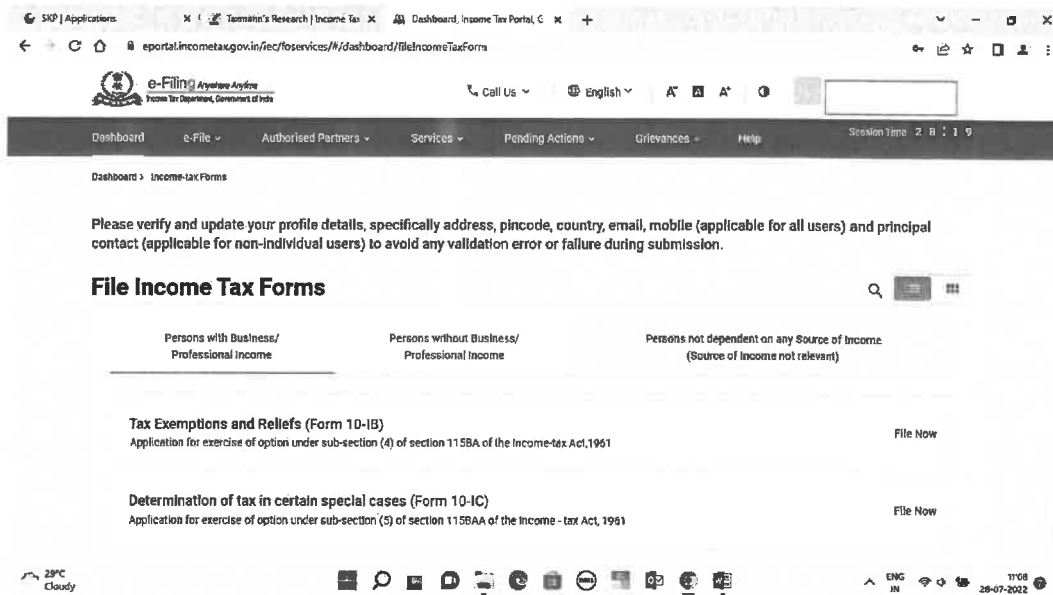 SKP | Applications
Taxmann's Research | Income Tax
Dashboard, Income Tax Portal, G
eportal.incometax.gov.in/iec/foservices/#/dashboard/fileIncomeTaxForm
e-Filing Anywhere Anytime
Income Tax Department, Government of India
Call Us
English
A- A A+
Dashboard
e-File
Authorised Partners
Services
Pending Actions
Grievances
Help
Session Time 2 8 : 1 9
Dashboard > Income-tax Forms
Please verify and update your profile details, specifically address, pincode, country, email, mobile (applicable for all users) and principal
contact (applicable for non-individual users) to avoid any validation error or failure during submission.
File Income Tax Forms
Persons with Business/
Professional Income
Persons without Business/
Professional Income
Persons not dependent on any Source of Income
(Source of Income not relevant)
Tax Exemptions and Reliefs (Form 10-IB)
Application for exercise of option under sub-section (4) of section 115BA of the Income-tax Act,1961
File Now
Determination of tax in certain special cases (Form 10-IC)
Application for exercise of option under sub-section (5) of section 115BAA of the Income - tax Act, 1961
File Now
29°C
Cloudy
DELL
ENG
IN
11:08
28-07-2022